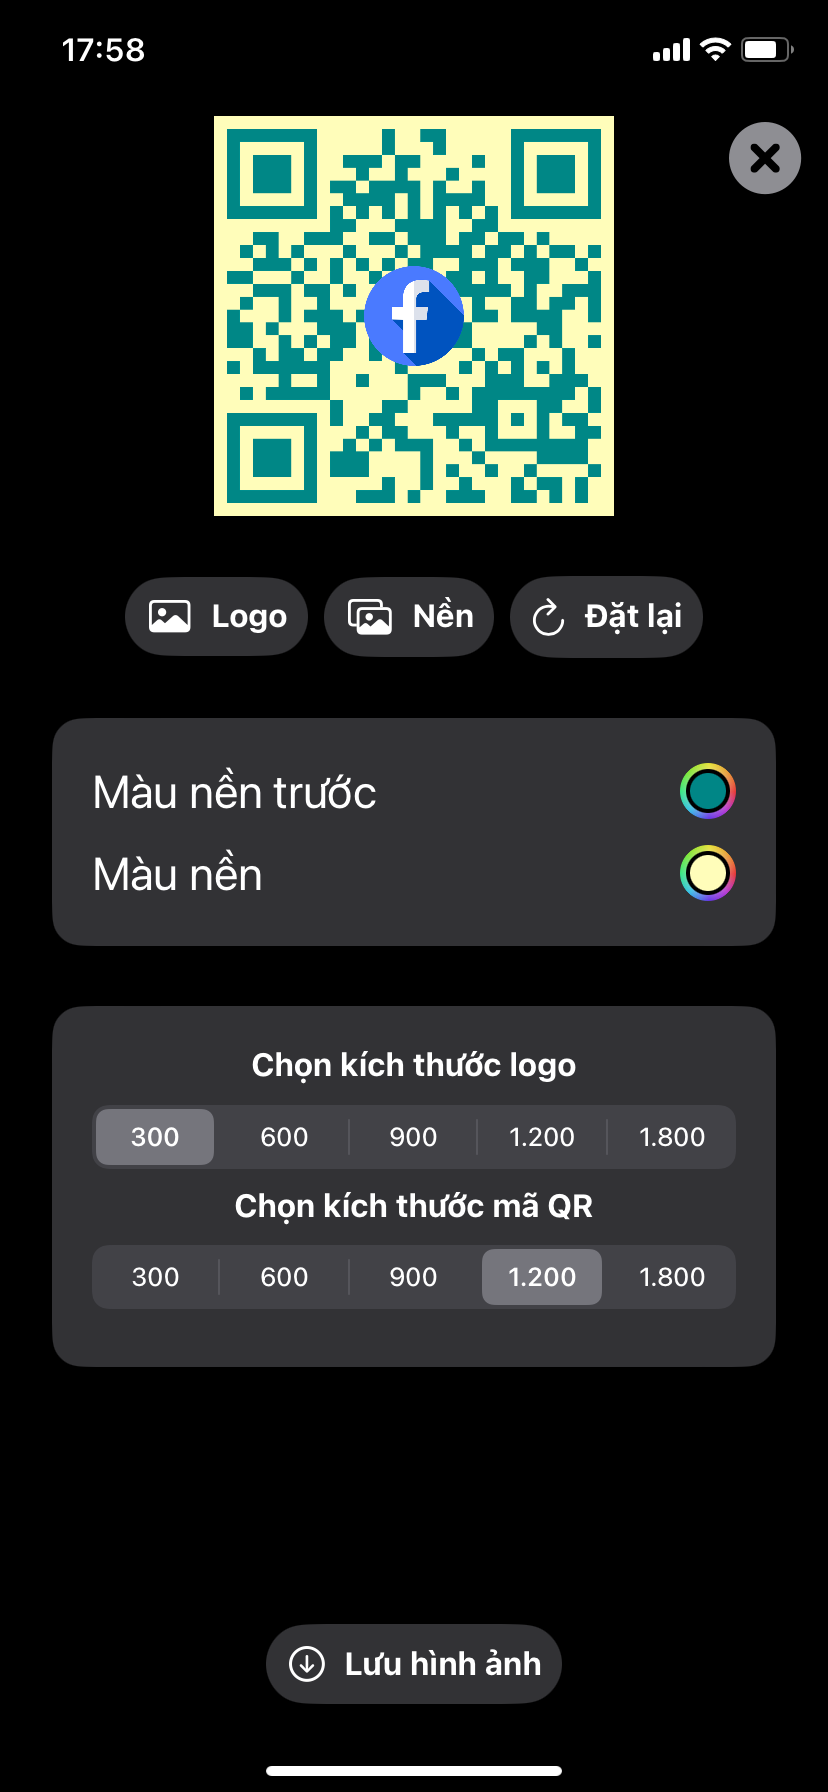 17:58
f
Logo
Nền
Đặt lại
Màu nền trước
Màu nền
Chọn kích thước logo
300 600 900 1.200 1.800
Chọn kích thước mã QR
300 600 900 1.200 1.800
Lưu hình ảnh